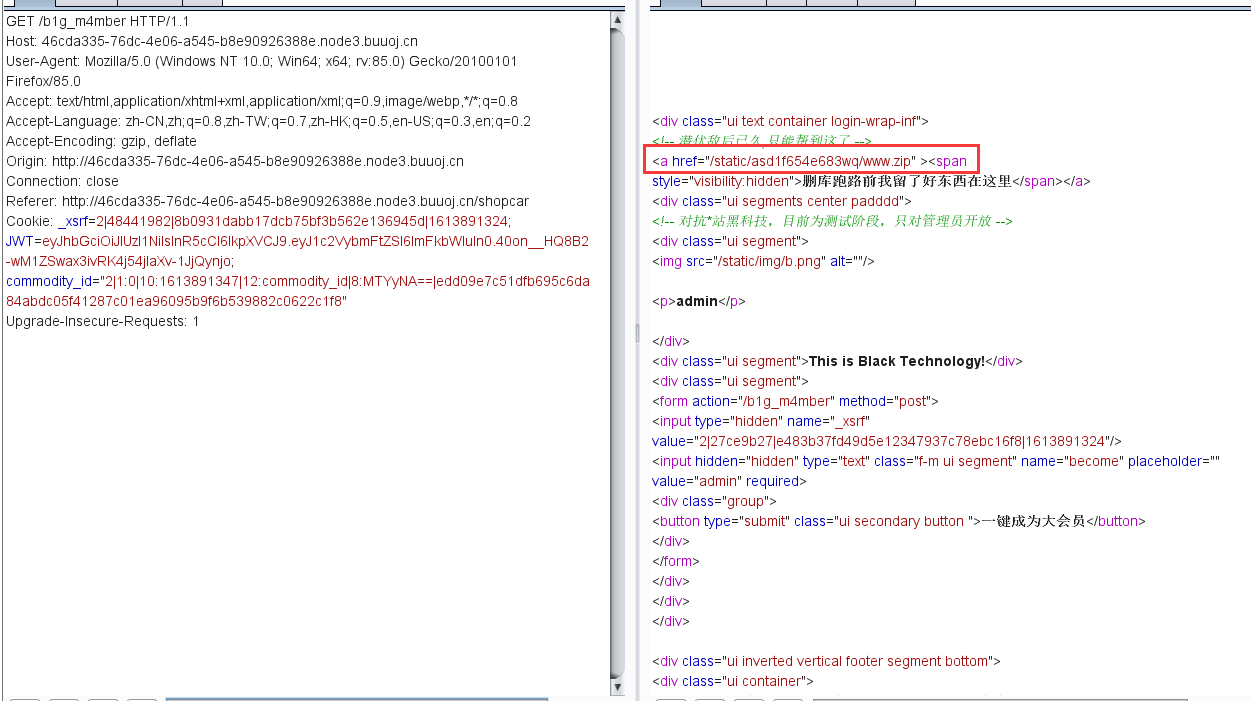 GET /b1g_m4mber HTTP/1.1
Host: 46cda335-76dc-4e06-a545-b8e90926388e.node3.buuoj.cn
User-Agent: Mozilla/5.0 (Windows NT 10.0; Win64; x64; rv:85.0) Gecko/20100101
Firefox/85.0
Accept: text/html,application/xhtml+xml,application/xml;q=0.9,image/webp,*/*;q=0.8
Accept-Language: zh-CN,zh;q=0.8,zh-TW;q=0.7,zh-HK;q=0.5,en-US;q=0.3,en;q=0.2
Accept-Encoding: gzip, deflate
Origin: http://46cda335-76dc-4e06-a545-b8e90926388e.node3.buuoj.cn
Connection: close
Referer: http://46cda335-76dc-4e06-a545-b8e90926388e.node3.buuoj.cn/shopcar
Cookie: _xsrf=2|48441982|8b0931dabb17dcb75bf3b562e136945d|1613891324;
JWT=eyJhbGciOiJIUzI1NiIsInR5cCI6IkpXVCJ9.eyJ1c2VybmFtZSI6ImFkbWluIn0.40on__HQ8B2
-wM1ZSwax3ivRK4j54jlaXv-1JjQynjo;
commodity_id="2|1:0|10:1613891347|12:commodity_id|8:MTYyNA==|edd09e7c51dfb695c6da
84abdc05f41287c01ea96095b9f6b539882c0622c1f8"
Upgrade-Insecure-Requests: 1
<div class="ui text container login-wrap-inf">
<!-- 潜伏敌后已久,只能帮到这了 -->
<a href="/static/asd1f654e683wq/www.zip" ><span
style="visibility:hidden">删库跑路前我留了好东西在这里</span></a>
<div class="ui segments center padddd">
<!-- 对抗*站黑科技，目前为测试阶段，只对管理员开放 -->
<div class="ui segment">
<img src="/static/img/b.png" alt=""/>
<p>admin</p>
</div>
<div class="ui segment">This is Black Technology!</div>
<div class="ui segment">
<form action="/b1g_m4mber" method="post">
<input type="hidden" name="_xsrf"
value="2|27ce9b27|e483b37fd49d5e12347937c78ebc16f8|1613891324"/>
<input hidden="hidden" type="text" class="f-m ui segment" name="become" placeholder=""
value="admin" required>
<div class="group">
<button type="submit" class="ui secondary button ">一键成为大会员</button>
</div>
</form>
</div>
</div>
</div>
<div class="ui inverted vertical footer segment bottom">
<div class="ui container">